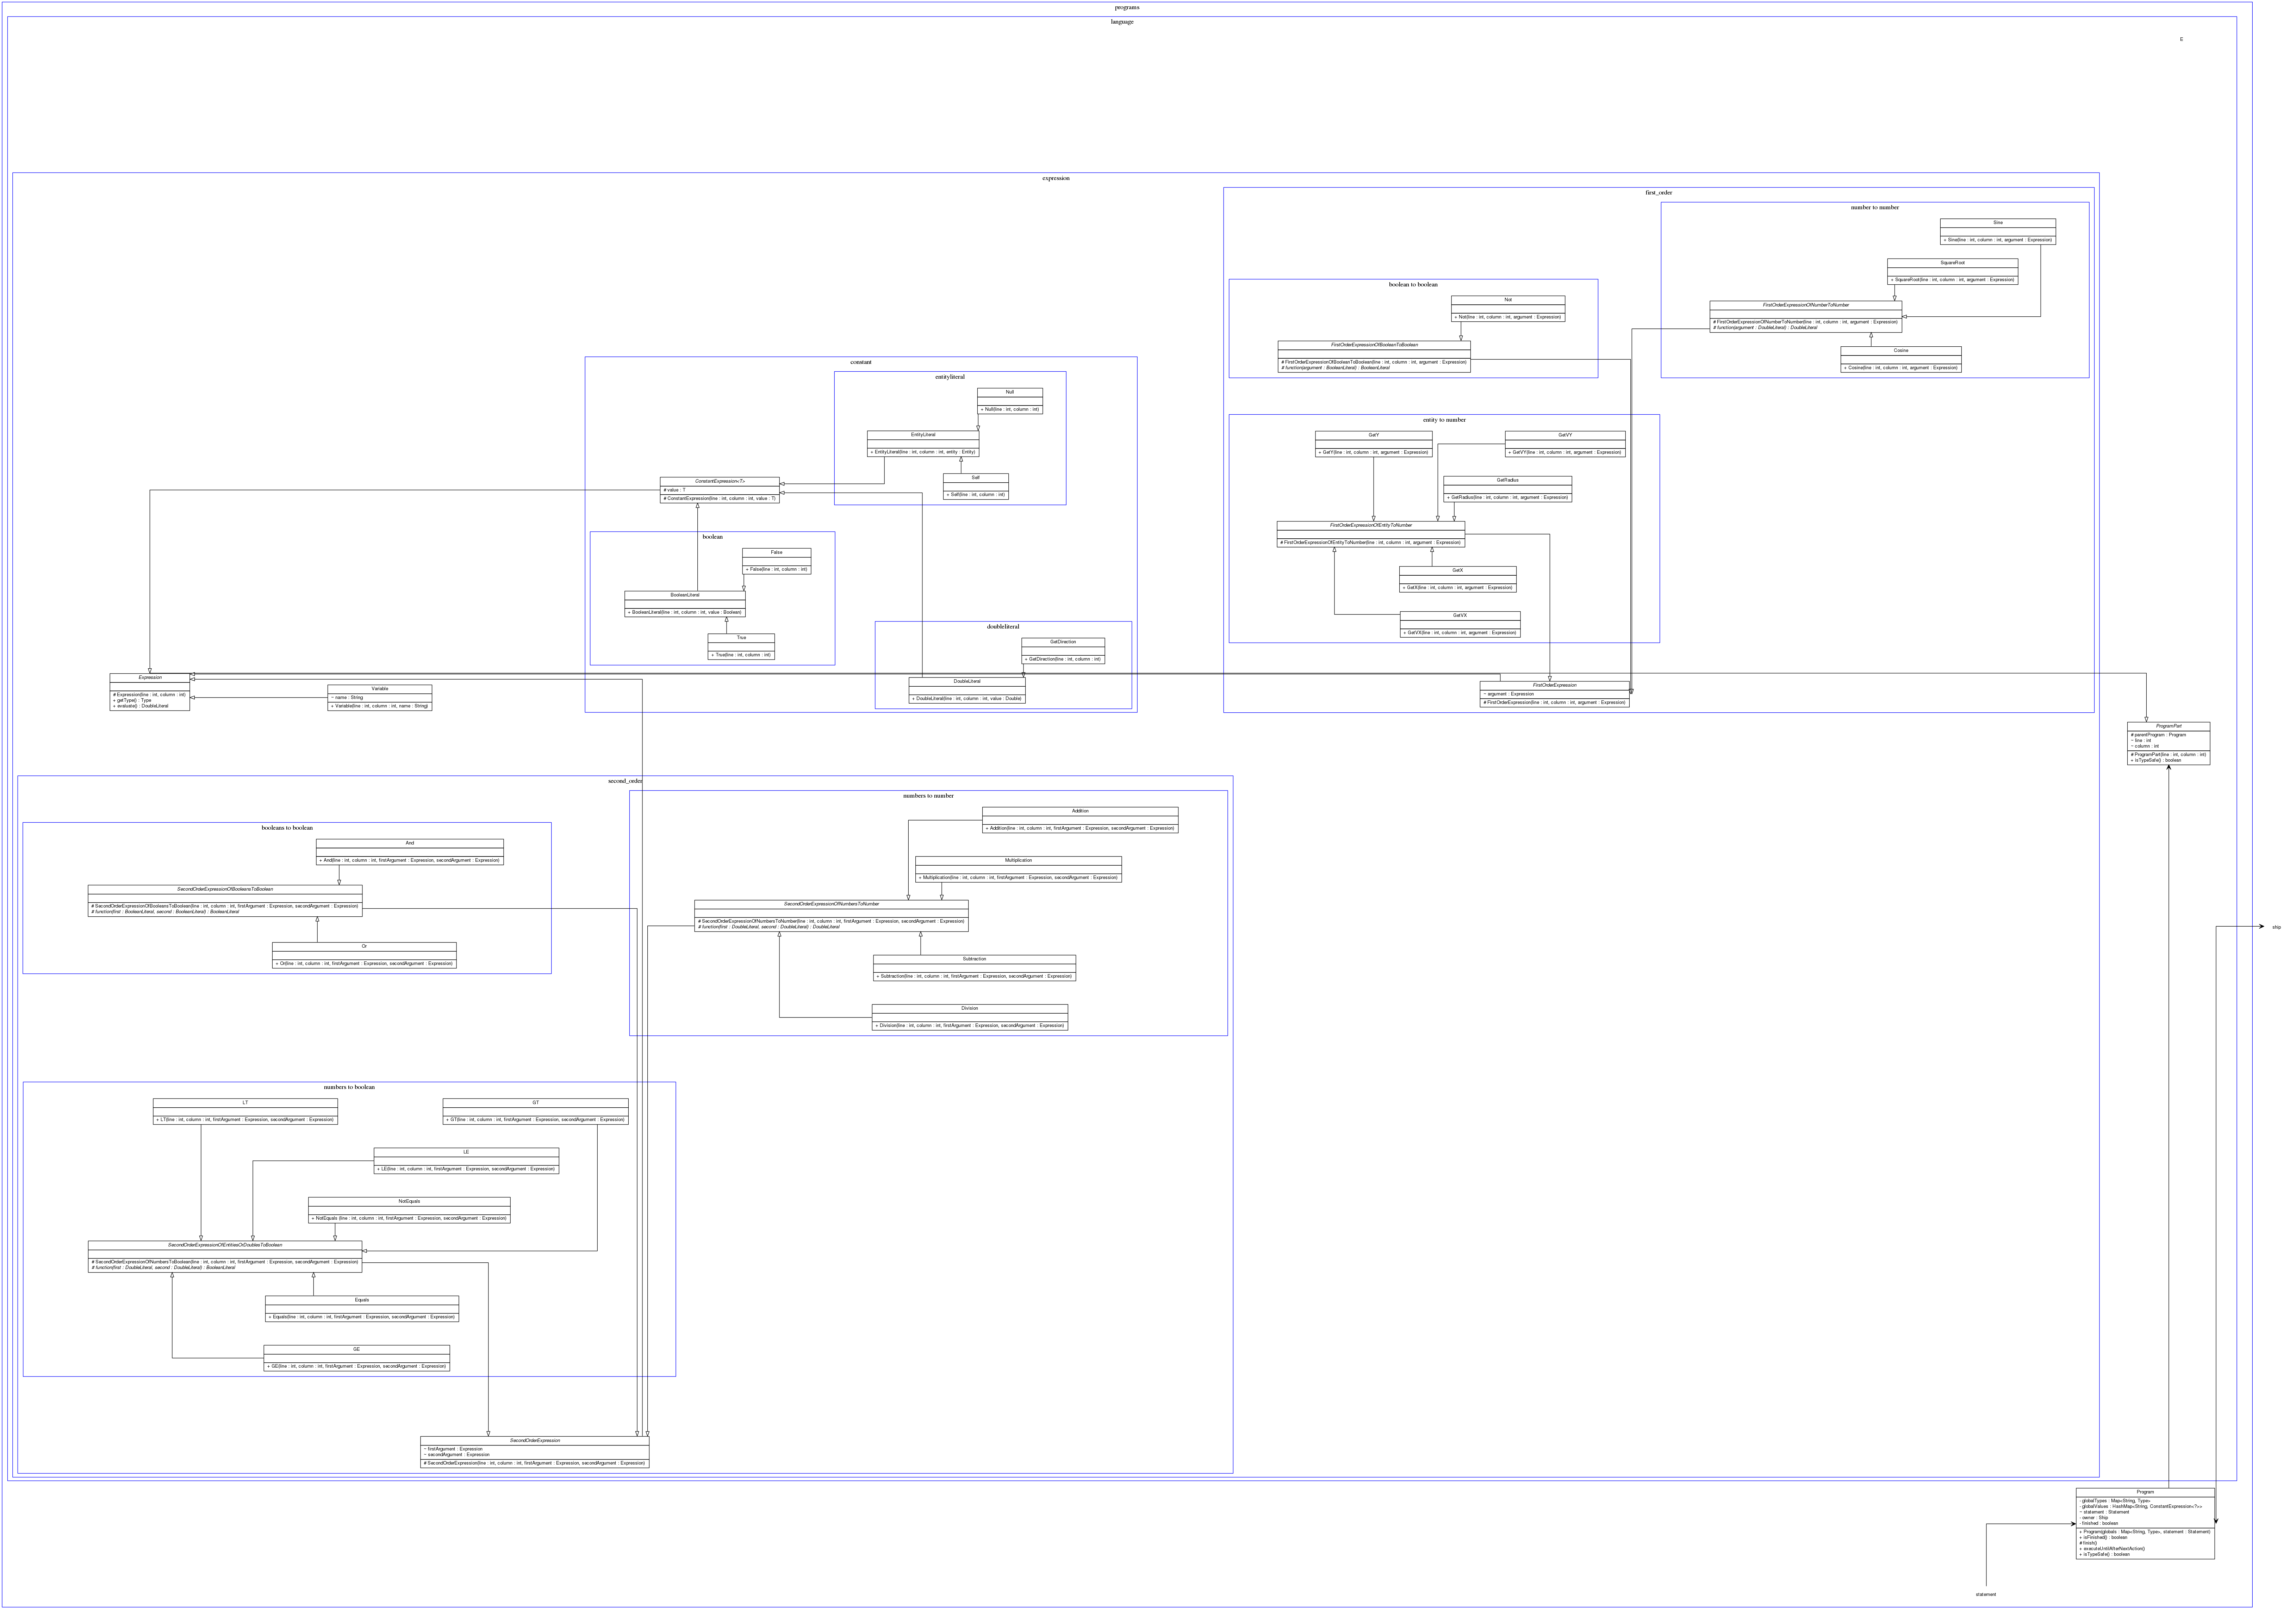 programs
language
E
expression
first_order
number to number
Sine
+ Sine(line : int, column : int, argument : Expression)
SquareRoot
+ SquareRoot(line : int, column : int, argument : Expression)
FirstOrderExpressionOfNumberToNumber
# FirstOrderExpressionOfNumberToNumber(line : int, column : int, argument : Expression)
# function(argument : DoubleLiteral) : DoubleLiteral
Cosine
+ Cosine(line : int, column : int, argument : Expression)
boolean to boolean
Not
+ Not(line : int, column : int, argument : Expression)
FirstOrderExpressionOfBooleanToBoolean
# FirstOrderExpressionOfBooleanToBoolean(line : int, column : int, argument : Expression)
# function(argument : BooleanLiteral) : BooleanLiteral
entity to number
GetY
+ GetY(line : int, column : int, argument : Expression)
GetVY
+ GetVY(line : int, column : int, argument : Expression)
GetRadius
+ GetRadius(line : int, column : int, argument : Expression)
FirstOrderExpressionOfEntityToNumber
# FirstOrderExpressionOfEntityToNumber(line : int, column : int, argument : Expression)
GetX
+ GetX(line : int, column : int, argument : Expression)
GetVX
+ GetVX(line : int, column : int, argument : Expression)
FirstOrderExpression
~ argument : Expression
# FirstOrderExpression(line : int, column : int, argument : Expression)
constant
entityliteral
Null
+ Null(line : int, column : int)
EntityLiteral
+ EntityLiteral(line : int, column : int, entity : Entity)
Self
+ Self(line : int, column : int)
ConstantExpression<T>
# value : T
# ConstantExpression(line : int, column : int, value : T)
boolean
False
+ False(line : int, column : int)
BooleanLiteral
+ BooleanLiteral(line : int, column : int, value : Boolean)
True
+ True(line : int, column : int)
doubleliteral
GetDirection
+ GetDirection(line : int, column : int)
DoubleLiteral
+ DoubleLiteral(line : int, column : int, value : Double)
Expression
# Expression(line : int, column : int)
+ getType() : Type
+ evaluate() : DoubleLiteral
Variable
~ name : String
+ Variable(line : int, column : int, name : String)
ProgramPart
# parentProgram : Program
~ line : int
~ column : int
# ProgramPart(line : int, column : int)
+ isTypeSafe() : boolean
second_order
numbers to number
Addition
+ Addition(line : int, column : int, firstArgument : Expression, secondArgument : Expression)
Multiplication
+ Multiplication(line : int, column : int, firstArgument : Expression, secondArgument : Expression)
SecondOrderExpressionOfNumbersToNumber
# SecondOrderExpressionOfNumbersToNumber(line : int, column : int, firstArgument : Expression, secondArgument : Expression)
# function(first : DoubleLiteral, second : DoubleLiteral) : DoubleLiteral
Subtraction
+ Subtraction(line : int, column : int, firstArgument : Expression, secondArgument : Expression)
Division
+ Division(line : int, column : int, firstArgument : Expression, secondArgument : Expression)
booleans to boolean
And
+ And(line : int, column : int, firstArgument : Expression, secondArgument : Expression)
SecondOrderExpressionOfBooleansToBoolean
# SecondOrderExpressionOfBooleansToBoolean(line : int, column : int, firstArgument : Expression, secondArgument : Expression)
# function(first : BooleanLiteral, second : BooleanLiteral) : BooleanLiteral
Or
+ Or(line : int, column : int, firstArgument : Expression, secondArgument : Expression)
ship
numbers to boolean
LT
+ LT(line : int, column : int, firstArgument : Expression, secondArgument : Expression)
GT
+ GT(line : int, column : int, firstArgument : Expression, secondArgument : Expression)
LE
+ LE(line : int, column : int, firstArgument : Expression, secondArgument : Expression)
NotEquals
+ NotEquals (line : int, column : int, firstArgument : Expression, secondArgument : Expression)
SecondOrderExpressionOfEntitiesOrDoublesToBoolean
# SecondOrderExpressionOfNumbersToBoolean(line : int, column : int, firstArgument : Expression, secondArgument : Expression)
# function(first : DoubleLiteral, second : DoubleLiteral) : BooleanLiteral
Equals
+ Equals(line : int, column : int, firstArgument : Expression, secondArgument : Expression)
GE
+ GE(line : int, column : int, firstArgument : Expression, secondArgument : Expression)
SecondOrderExpression
~ firstArgument : Expression
~ secondArgument : Expression
# SecondOrderExpression(line : int, column : int, firstArgument : Expression, secondArgument : Expression)
Program
- globalTypes : Map<String, Type>
- globalValues : HashMap<String, ConstantExpression<?>>
~ statement : Statement
- owner : Ship
- finished : boolean
+ Program(globals : Map<String, Type>, statement : Statement)
+ isFinished() : boolean
# finish()
+ executeUntilAfterNextAction()
+ isTypeSafe() : boolean
statement